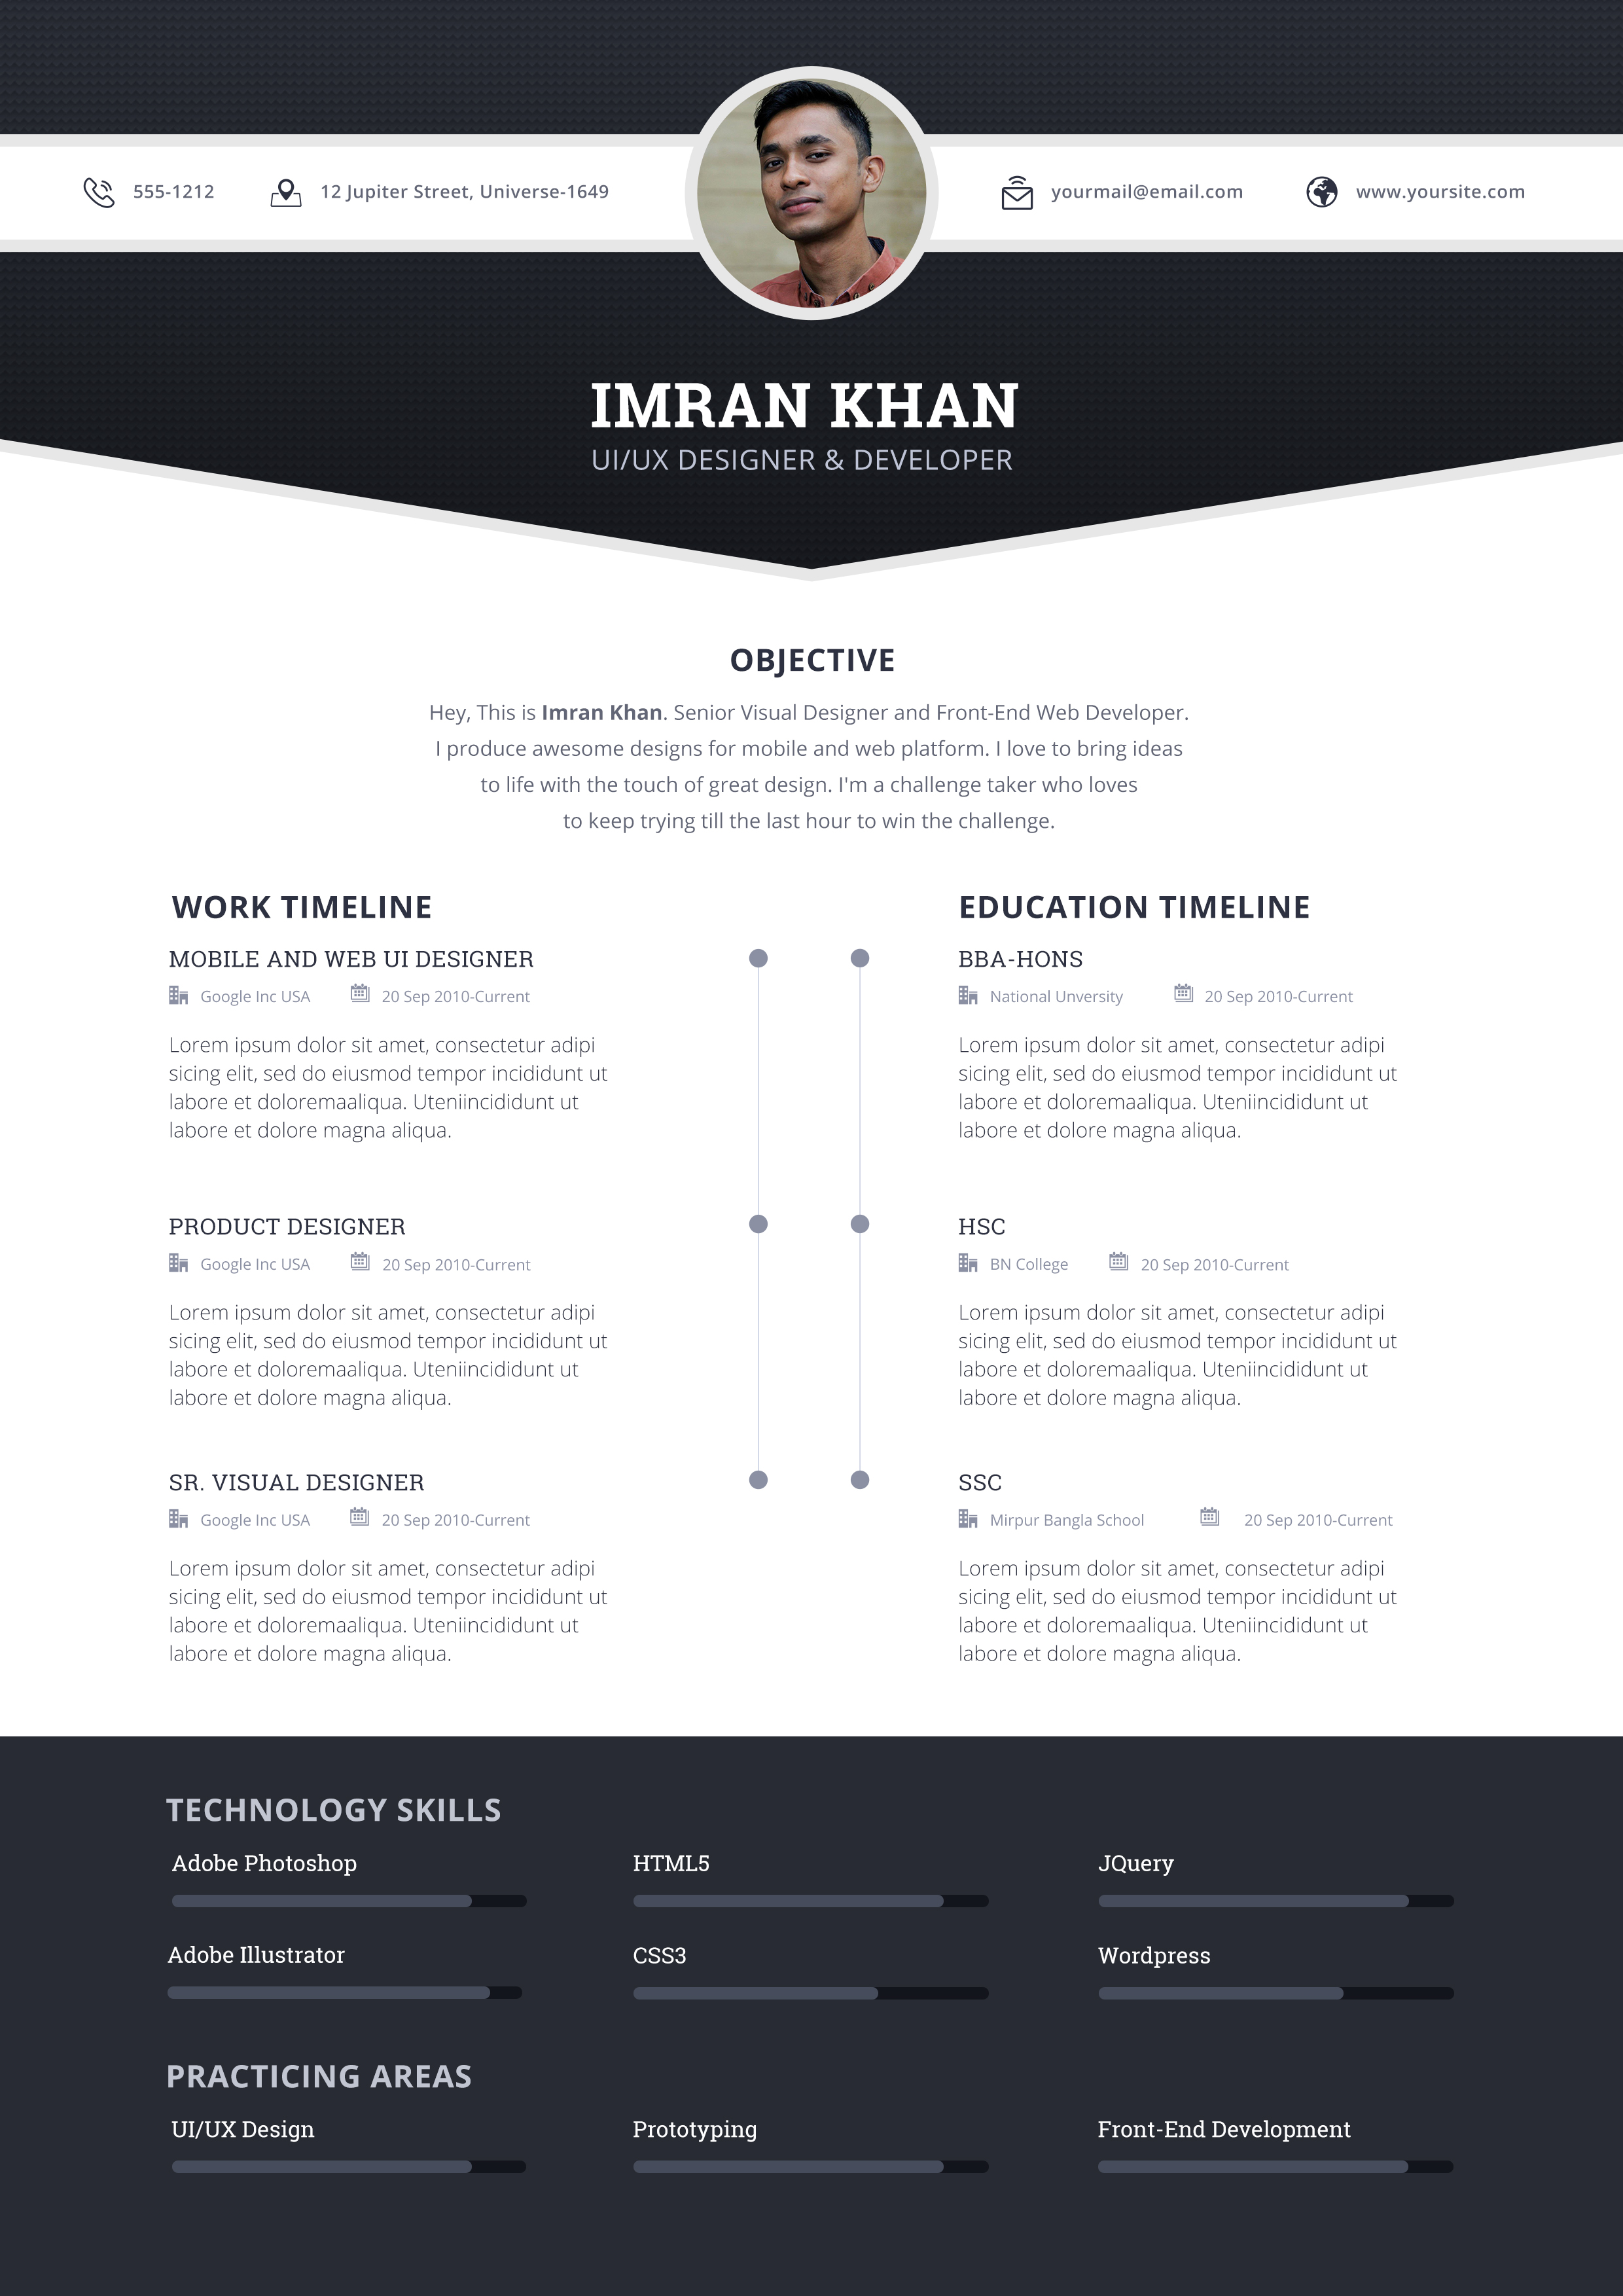 555-1212
12 Jupiter Street, Universe-1649
yourmail@email.com
www.yoursite.com
IMRAN KHAN
UI/UX DESIGNER & DEVELOPER
OBJECTIVE
Hey, This is Imran Khan. Senior Visual Designer and Front-End Web Developer.
I produce awesome designs for mobile and web platform. I love to bring ideas
to life with the touch of great design. I'm a challenge taker who loves
to keep trying till the last hour to win the challenge.
WORK TIMELINE
MOBILE AND WEB UI DESIGNER
Google Inc USA 20 Sep 2010-Current
Lorem ipsum dolor sit amet, consectetur adipi
sicing elit, sed do eiusmod tempor incididunt ut
labore et doloremaaliqua. Uteniincididunt ut
labore et dolore magna aliqua.
PRODUCT DESIGNER
Google Inc USA 20 Sep 2010-Current
Lorem ipsum dolor sit amet, consectetur adipi
sicing elit, sed do eiusmod tempor incididunt ut
labore et doloremaaliqua. Uteniincididunt ut
labore et dolore magna aliqua.
SR. VISUAL DESIGNER
Google Inc USA 20 Sep 2010-Current
Lorem ipsum dolor sit amet, consectetur adipi
sicing elit, sed do eiusmod tempor incididunt ut
labore et doloremaaliqua. Uteniincididunt ut
labore et dolore magna aliqua.
EDUCATION TIMELINE
BBA-HONS
National Unversity 20 Sep 2010-Current
Lorem ipsum dolor sit amet, consectetur adipi
sicing elit, sed do eiusmod tempor incididunt ut
labore et doloremaaliqua. Uteniincididunt ut
labore et dolore magna aliqua.
HSC
BN College 20 Sep 2010-Current
Lorem ipsum dolor sit amet, consectetur adipi
sicing elit, sed do eiusmod tempor incididunt ut
labore et doloremaaliqua. Uteniincididunt ut
labore et dolore magna aliqua.
SSC
Mirpur Bangla School 20 Sep 2010-Current
Lorem ipsum dolor sit amet, consectetur adipi
sicing elit, sed do eiusmod tempor incididunt ut
labore et doloremaaliqua. Uteniincididunt ut
labore et dolore magna aliqua.
TECHNOLOGY SKILLS
Adobe Photoshop
HTML5
JQuery
Adobe Illustrator
CSS3
Wordpress
PRACTICING AREAS
UI/UX Design
Prototyping
Front-End Development